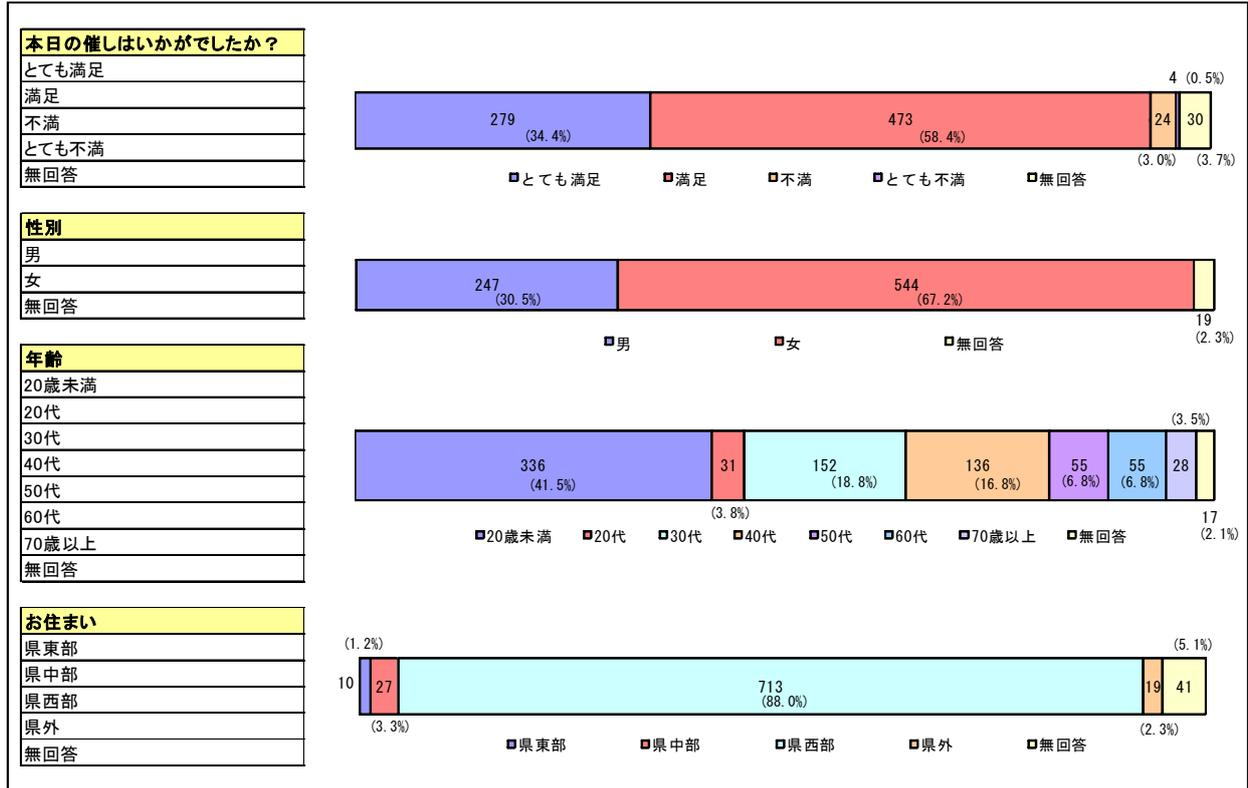 本日の催しはいかがでしたか？
とても満足
満足
不満
とても不満
無回答
4 (0.5%)
279 473 24 30
(34.4%) (58.4%)
(3.0%) (3.7%)
とても満足 満足 不満 とても不満 無回答
性別
男
女
無回答
247 544
(30.5%) (67.2%)
19
(2.3%)
男 女 無回答
年齢
20歳未満
20代
30代
40代
50代
60代
70歳以上
無回答
(3.5%)
336 31 152 136 55 55 28
(41.5%) (18.8%) (16.8%) (6.8%) (6.8%)
(3.8%) 17
(2.1%)
20歳未満 20代 30代 40代 50代 60代 70歳以上 無回答
お住まい
県東部
県中部
県西部
県外
無回答
(1.2%) (5.1%)
10 27 713 19 41
(88.0%)
(3.3%) (2.3%)
県東部 県中部 県西部 県外 無回答